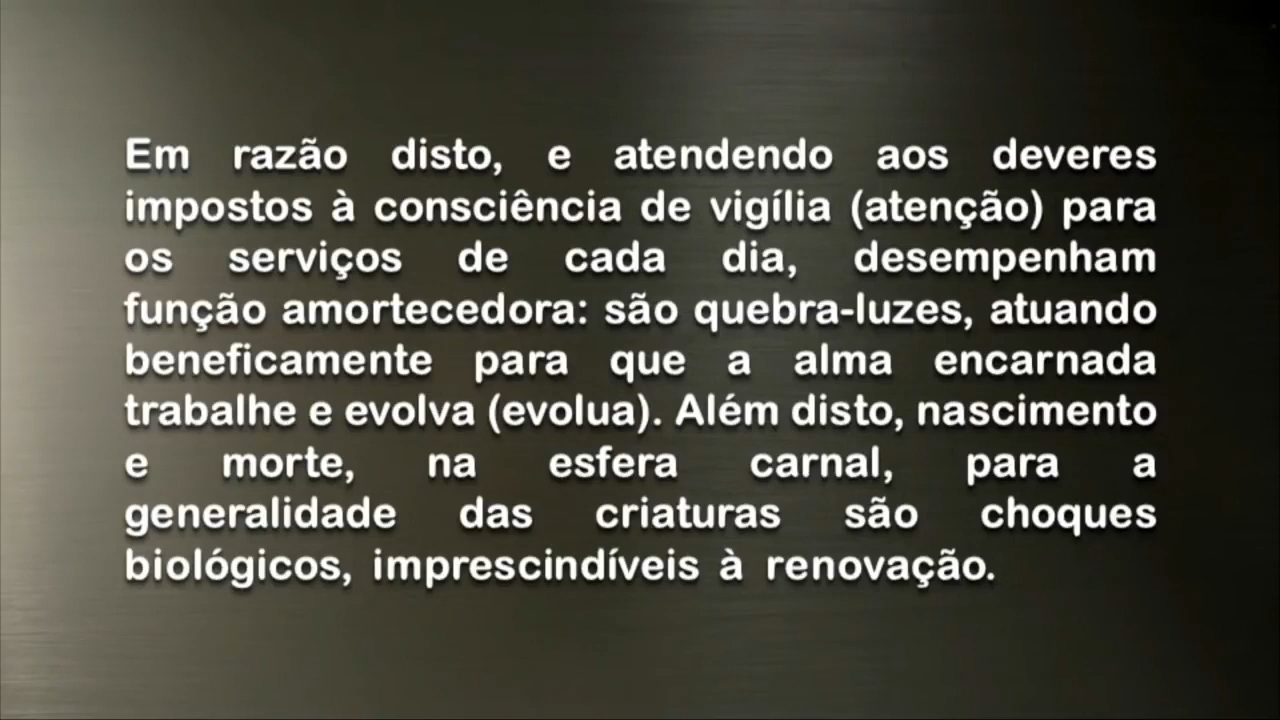 Em razão disto, e atendendo aos deveres
impostos à consciência de vigília (atenção) para
os serviços de cada dia, desempenham
função amortecedora: são quebra-luzes, atuando
beneficamente para que a alma encarnada
trabalhe e evolva (evolua). Além disto, nascimento
e morte, na esfera carnal, para a
generalidade das criaturas são choques
biológicos, imprescindíveis à renovação.